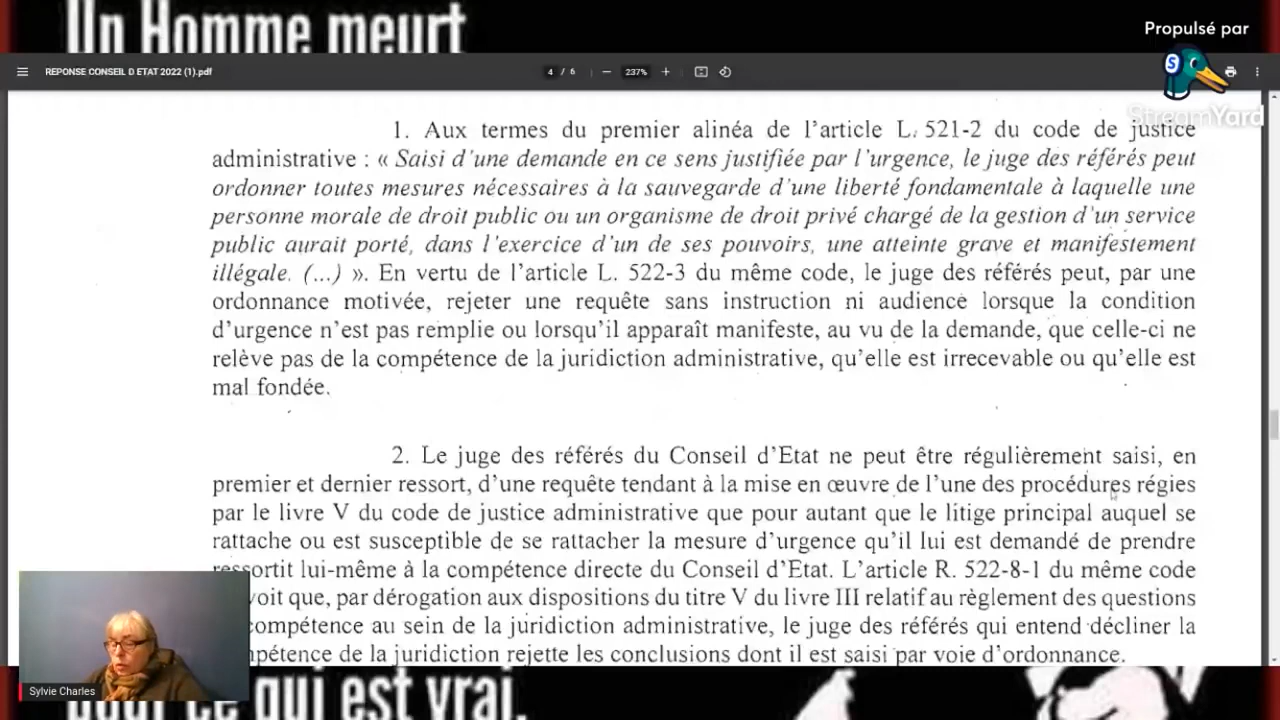 Un Homme meurt
Propulsé par
StreamYard
REPONSE CONSEIL D ETAT 2022 (1).pdf
4 / 6
237%
1. Aux termes du premier alinéa de l'article L. 521-2 du code de justice
administrative : « Saisi d'une demande en ce sens justifiée par l'urgence, le juge des référés peut
ordonner toutes mesures nécessaires à la sauvegarde d'une liberté fondamentale à laquelle une
personne morale de droit public ou un organisme de droit privé chargé de la gestion d'un service
public aurait porté, dans l'exercice d'un de ses pouvoirs, une atteinte grave et manifestement
illégale. (...) ». En vertu de l'article L. 522-3 du même code, le juge des référés peut, par une
ordonnance motivée, rejeter une requête sans instruction ni audience lorsque la condition
d'urgence n'est pas remplie ou lorsqu'il apparaît manifeste, au vu de la demande, que celle-ci ne
relève pas de la compétence de la juridiction administrative, qu'elle est irrecevable ou qu'elle est
mal fondée.
2. Le juge des référés du Conseil d'Etat ne peut être régulièrement saisi, en
premier et dernier ressort, d'une requête tendant à la mise en œuvre de l'une des procédures régies
par le livre V du code de justice administrative que pour autant que le litige principal auquel se
rattache ou est susceptible de se rattacher la mesure d'urgence qu'il lui est demandé de prendre
ressortit lui-même à la compétence directe du Conseil d'Etat. L'article R. 522-8-1 du même code
voit que, par dérogation aux dispositions du titre V du livre III relatif au règlement des questions
compétence au sein de la juridiction administrative, le juge des référés qui entend décliner la
mpétence de la juridiction rejette les conclusions dont il est saisi par voie d'ordonnance.
Sylvie Charles
pour ce qui est vrai.